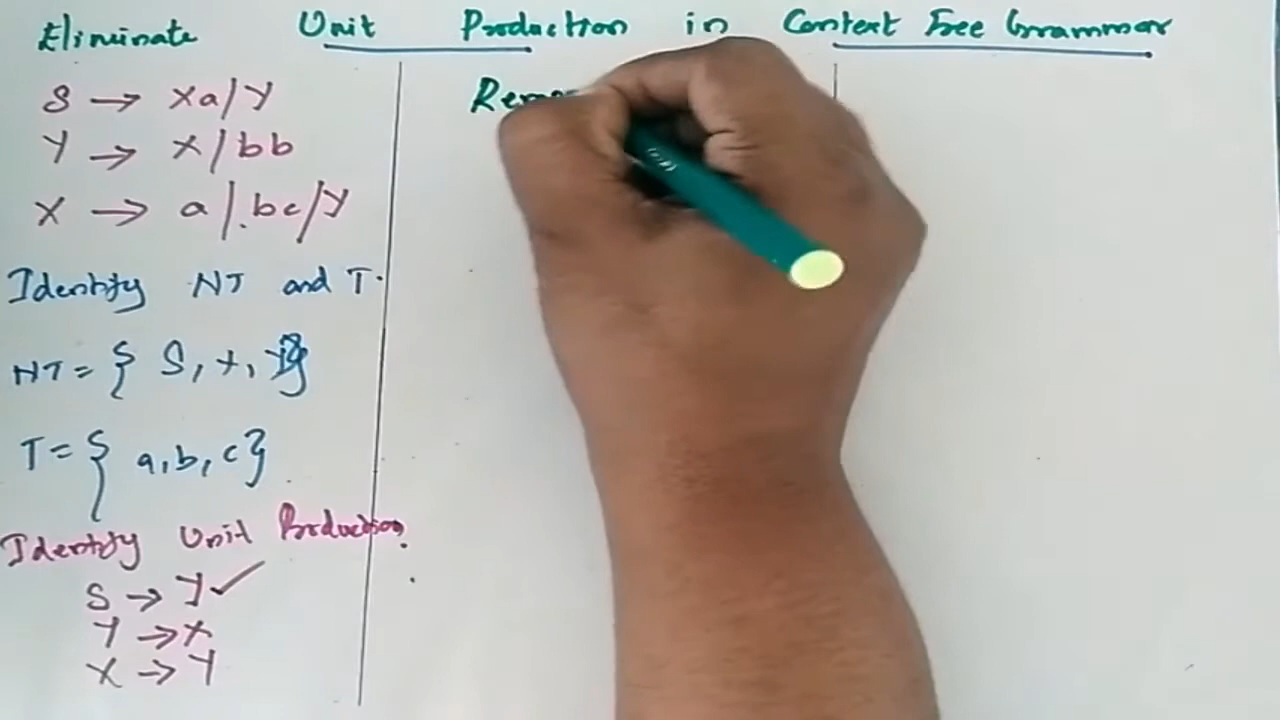 Eliminate Unit Production in Context Free Grammar
S → Xa/Y
Y → X/bb
X → a/.bc/Y
Identify NT and T.
NT = { S, X, Y}
T = { a, b, c}
Identify Unit Production.
S → Y ✓
Y → X
X → Y